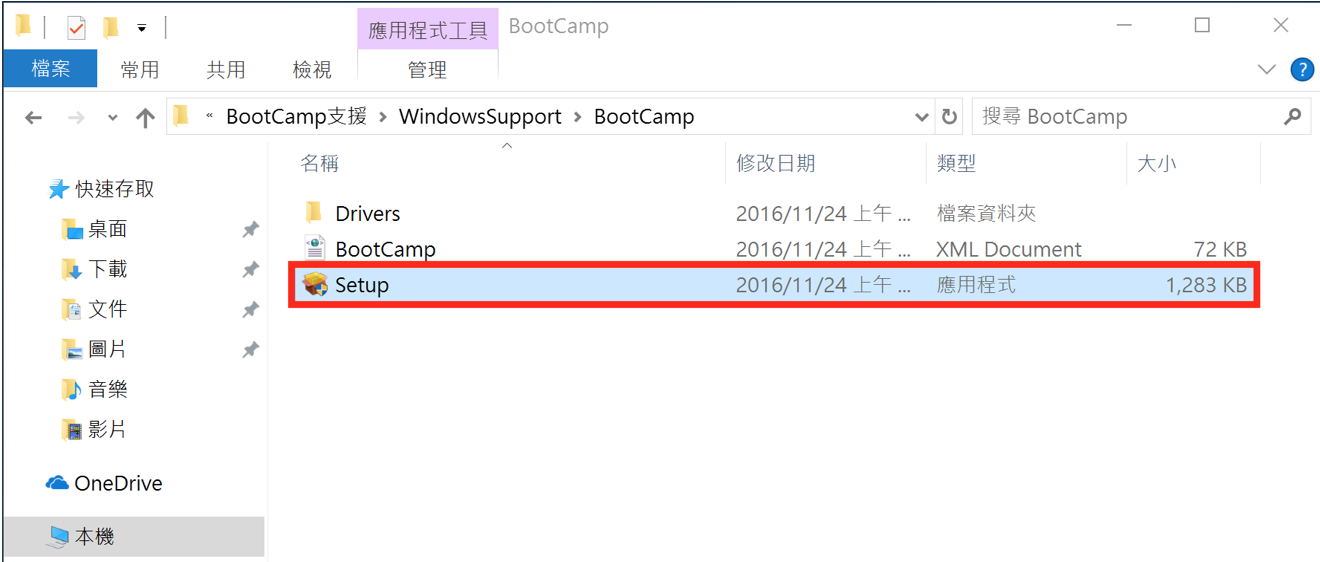 應用程式工具 BootCamp
檔案 常用 共用 檢視 管理 ?
« BootCamp支援 › WindowsSupport › BootCamp 搜尋 BootCamp
名稱 修改日期 類型 大小
快速存取
Drivers 2016/11/24 上午 ... 檔案資料夾
桌面
BootCamp 2016/11/24 上午 ... XML Document 72 KB
下載
Setup 2016/11/24 上午 ... 應用程式 1,283 KB
文件
圖片
音樂
影片
OneDrive
本機